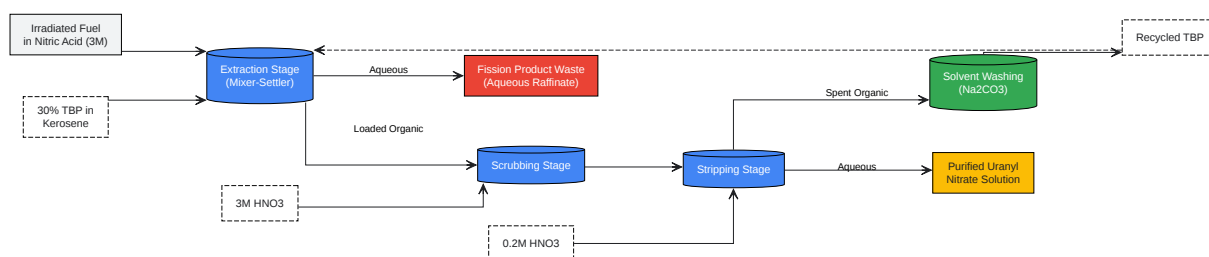 Irradiated Fuel
in Nitric Acid (3M)
Recycled TBP
Extraction Stage
(Mixer-Settler)
Aqueous
Fission Product Waste
(Aqueous Raffinate)
Solvent Washing
(Na2CO3)
Spent Organic
30% TBP in
Kerosene
Loaded Organic
Scrubbing Stage
Stripping Stage
Aqueous
Purified Uranyl
Nitrate Solution
3M HNO3
0.2M HNO3